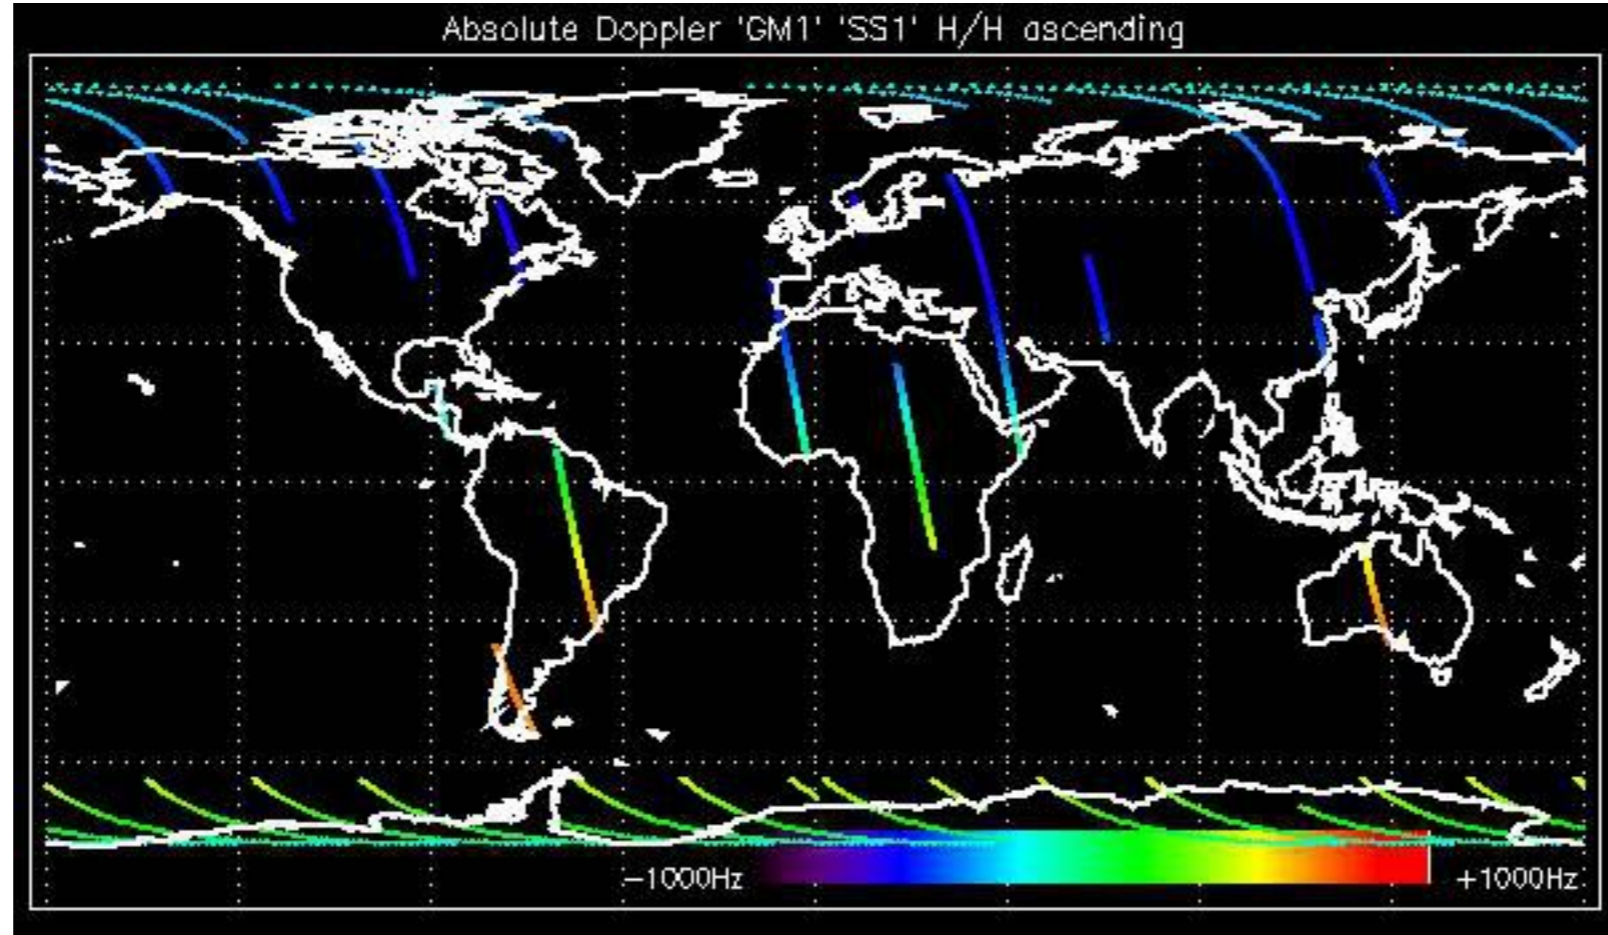 Absolute Doppler 'GM1' 'SS1' H/H ascending
−1000Hz
+1000Hz